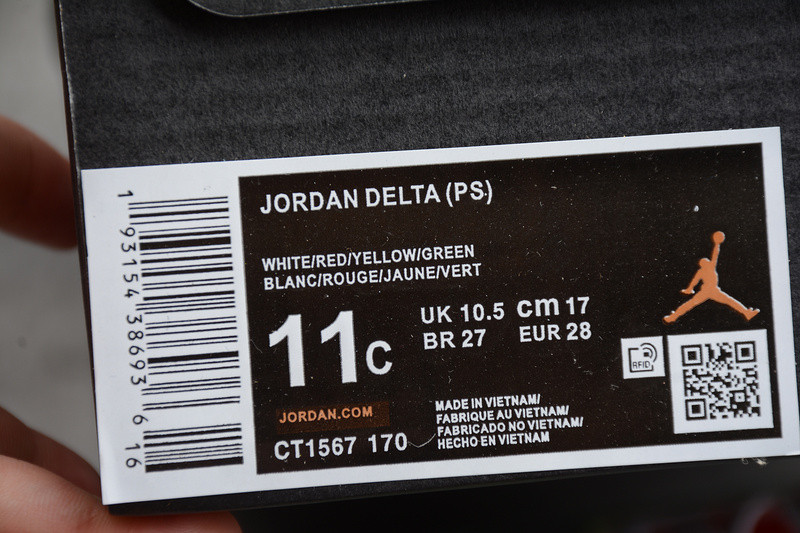 1 93154 38693 6 16
JORDAN DELTA (PS)
WHITE/RED/YELLOW/GREEN
BLANC/ROUGE/JAUNE/VERT
11C
UK 10.5 cm 17
BR 27 EUR 28
RFID
JORDAN.COM
CT1567 170
MADE IN VIETNAM/
FABRIQUE AU VIETNAM/
FABRICADO NO VIETNAM/
HECHO EN VIETNAM